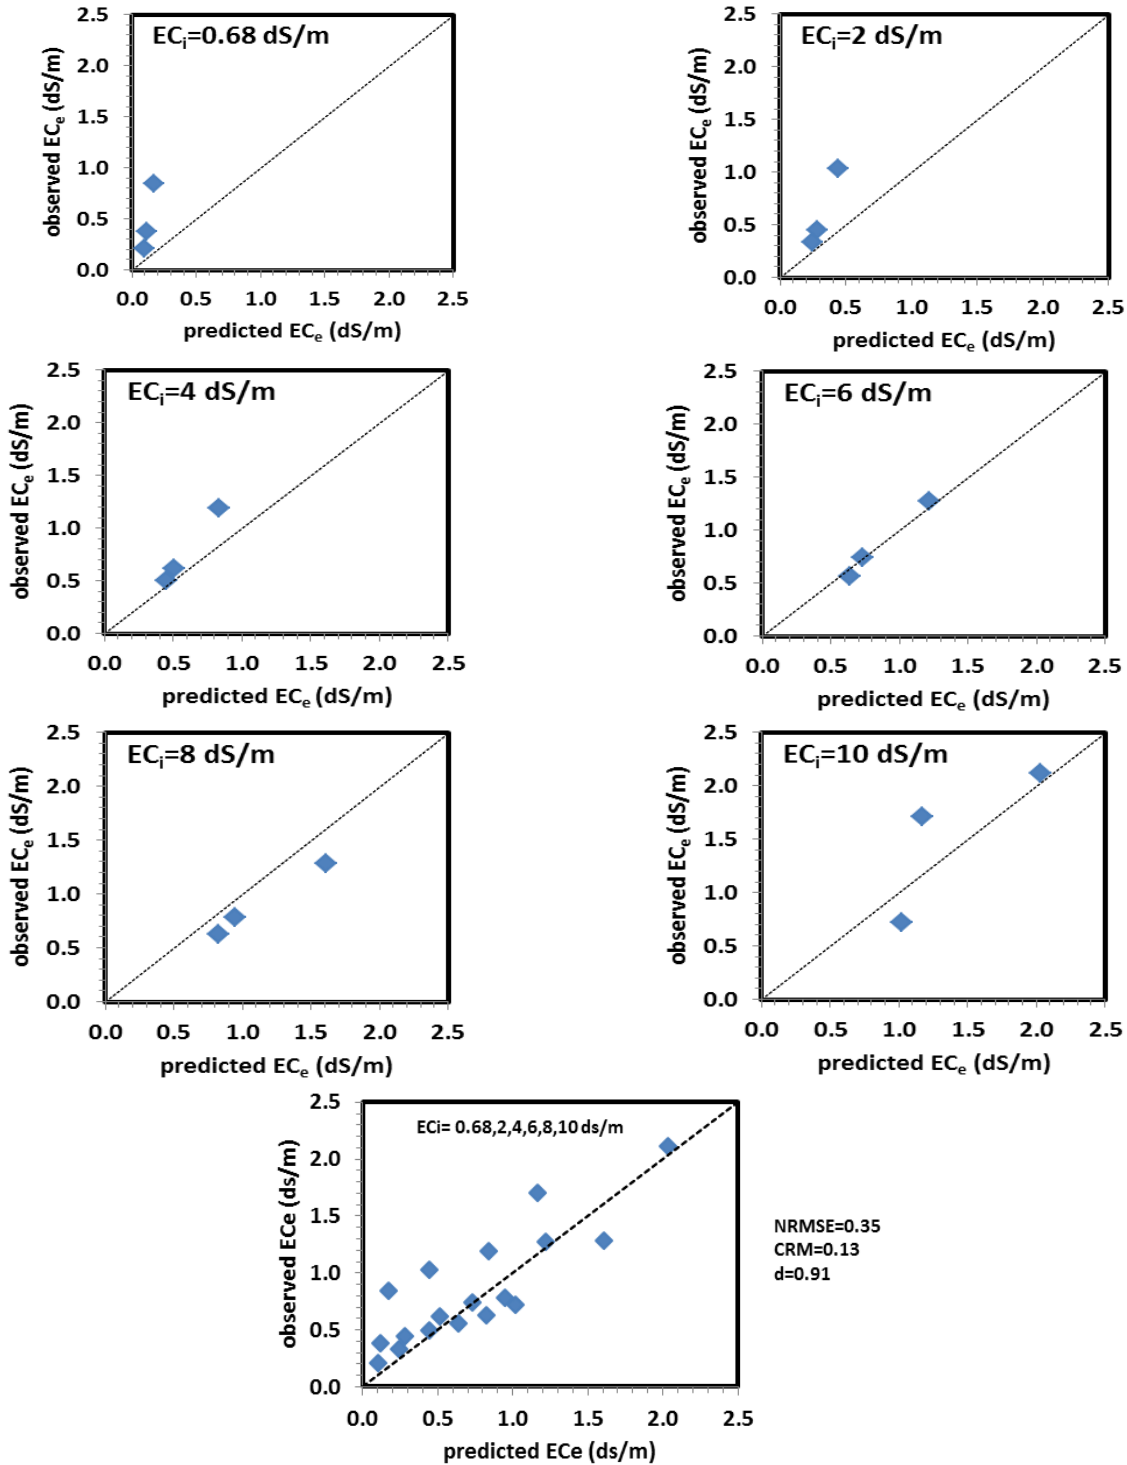 ECi=0.68 dS/m
observed ECe (dS/m)
2.5
2.0
1.5
1.0
0.5
0.0
0.0 0.5 1.0 1.5 2.0 2.5
predicted ECe (dS/m)
ECi=2 dS/m
observed ECe (dS/m)
2.5
2.0
1.5
1.0
0.5
0.0
0.0 0.5 1.0 1.5 2.0 2.5
predicted ECe (dS/m)
ECi=4 dS/m
observed ECe (dS/m)
2.5
2.0
1.5
1.0
0.5
0.0
0.0 0.5 1.0 1.5 2.0 2.5
predicted ECe (dS/m)
ECi=6 dS/m
observed ECe (dS/m)
2.5
2.0
1.5
1.0
0.5
0.0
0.0 0.5 1.0 1.5 2.0 2.5
predicted ECe (dS/m)
ECi=8 dS/m
observed ECe (dS/m)
2.5
2.0
1.5
1.0
0.5
0.0
0.0 0.5 1.0 1.5 2.0 2.5
predicted ECe (dS/m)
ECi=10 dS/m
observed ECe (dS/m)
2.5
2.0
1.5
1.0
0.5
0.0
0.0 0.5 1.0 1.5 2.0 2.5
predicted ECe (dS/m)
ECi= 0.68,2,4,6,8,10 ds/m
observed ECe (ds/m)
2.5
2.0
1.5
1.0
0.5
0.0
0.0 0.5 1.0 1.5 2.0 2.5
predicted ECe (ds/m)
NRMSE=0.35
CRM=0.13
d=0.91